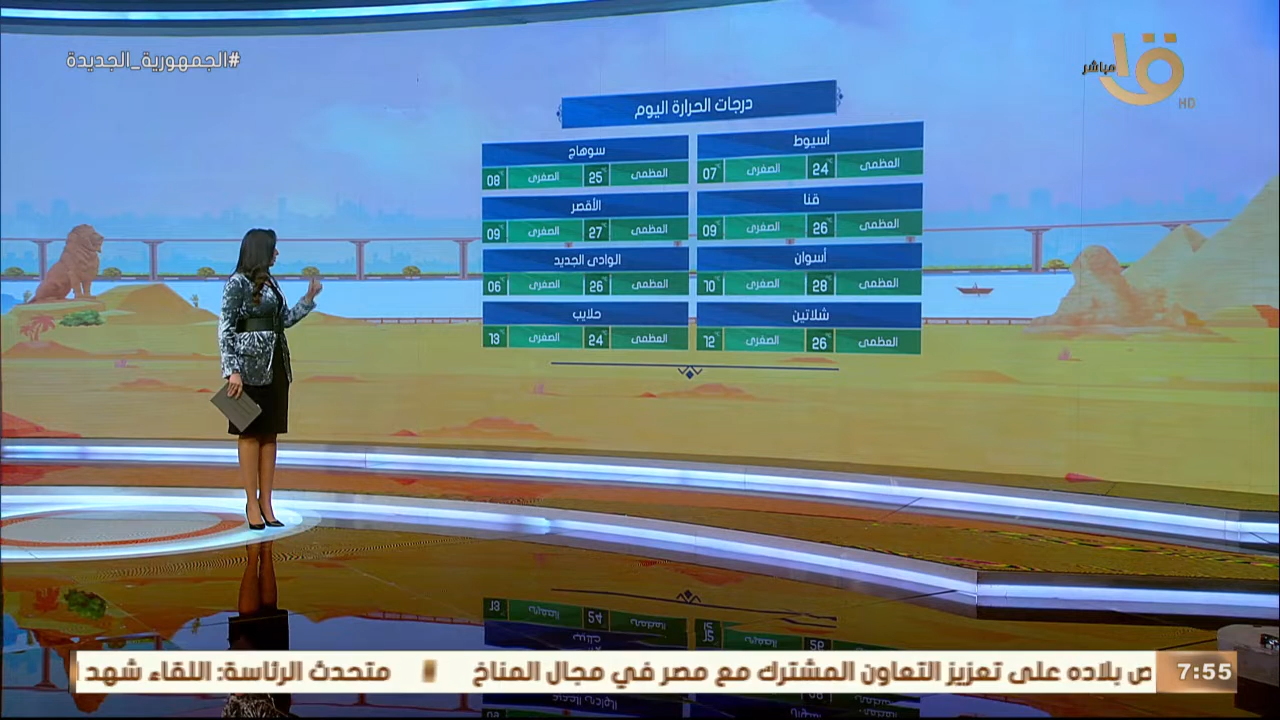 #الجمهورية_الجديدة
مباشر
HD
درجات الحرارة اليوم
أسيوط
العظمى 24 الصغرى 07
سوهاج
العظمى 25 الصغرى 08
قنا
العظمى 26 الصغرى 09
الأقصر
العظمى 27 الصغرى 09
أسوان
العظمى 28 الصغرى 10
الوادى الجديد
العظمى 26 الصغرى 06
شلاتين
العظمى 26 الصغرى 12
حلايب
العظمى 24 الصغرى 13
7:55
ص بلاده على تعزيز التعاون المشترك مع مصر في مجال المناخ متحدث الرئاسة: اللقاء شهد